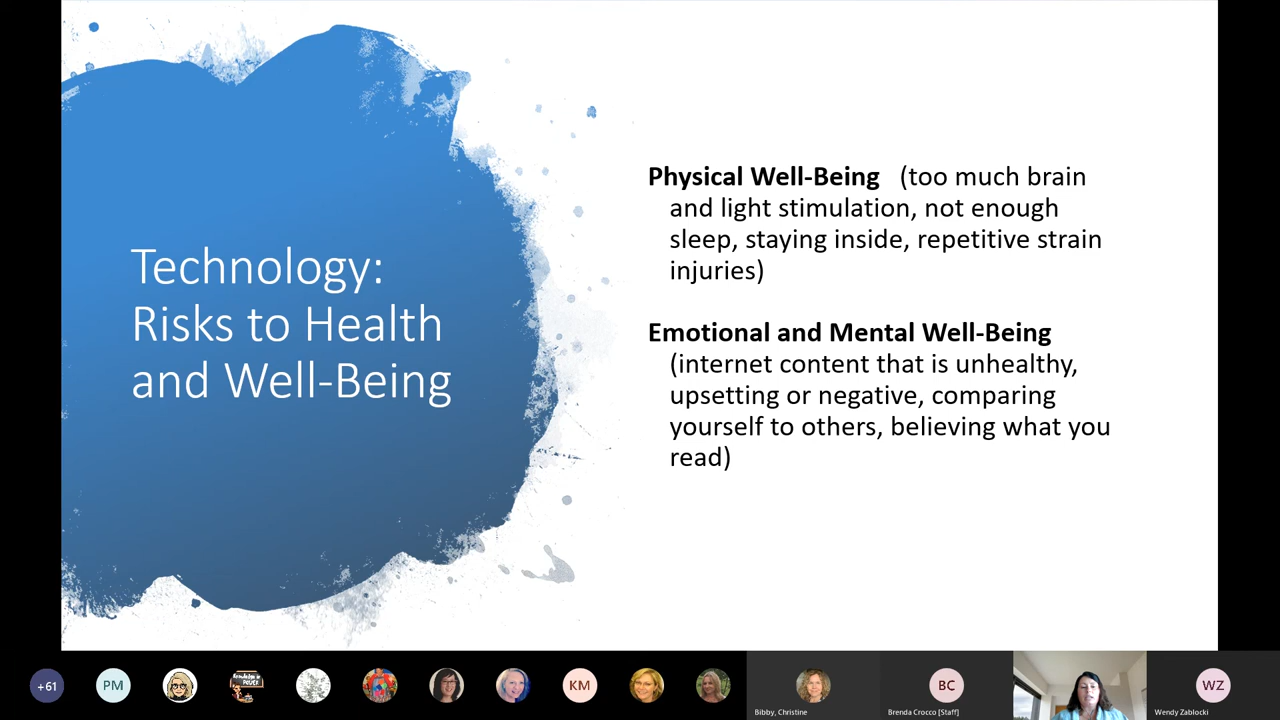 Technology:
Risks to Health
and Well-Being
Physical Well-Being (too much brain
and light stimulation, not enough
sleep, staying inside, repetitive strain
injuries)
Emotional and Mental Well-Being
(internet content that is unhealthy,
upsetting or negative, comparing
yourself to others, believing what you
read)
+61
PM
KM
BC
WZ
Bibby, Christine
Brenda Crocco [Staff]
Wendy Zablocki